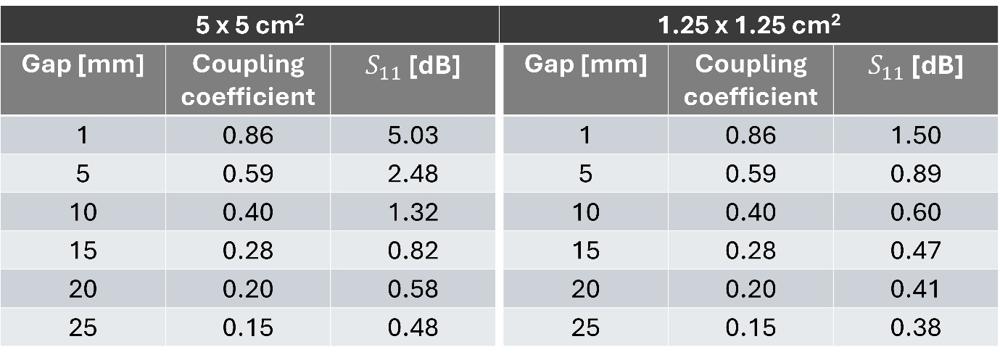 5 x 5 cm² 1.25 x 1.25 cm²
Gap [mm] Coupling coefficient S₁₁ [dB] Gap [mm] Coupling coefficient S₁₁ [dB]
1 0.86 5.03 1 0.86 1.50
5 0.59 2.48 5 0.59 0.89
10 0.40 1.32 10 0.40 0.60
15 0.28 0.82 15 0.28 0.47
20 0.20 0.58 20 0.20 0.41
25 0.15 0.48 25 0.15 0.38